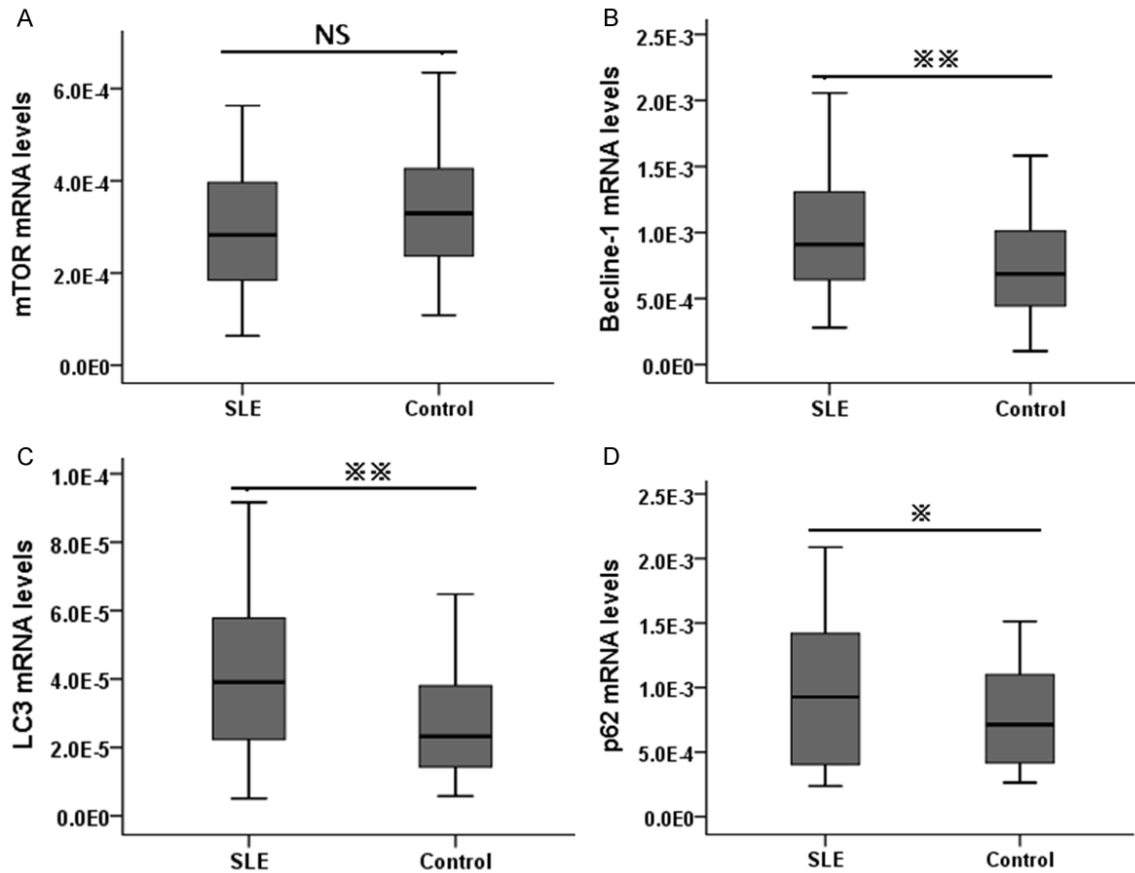 A
NS
mTOR mRNA levels
6.0E-4
4.0E-4
2.0E-4
0.0E0
SLE Control
B
※※
Becline-1 mRNA levels
2.5E-3
2.0E-3
1.5E-3
1.0E-3
5.0E-4
0.0E0
SLE Control
C
※※
LC3 mRNA levels
1.0E-4
8.0E-5
6.0E-5
4.0E-5
2.0E-5
0.0E0
SLE Control
D
※
p62 mRNA levels
2.5E-3
2.0E-3
1.5E-3
1.0E-3
5.0E-4
0.0E0
SLE Control